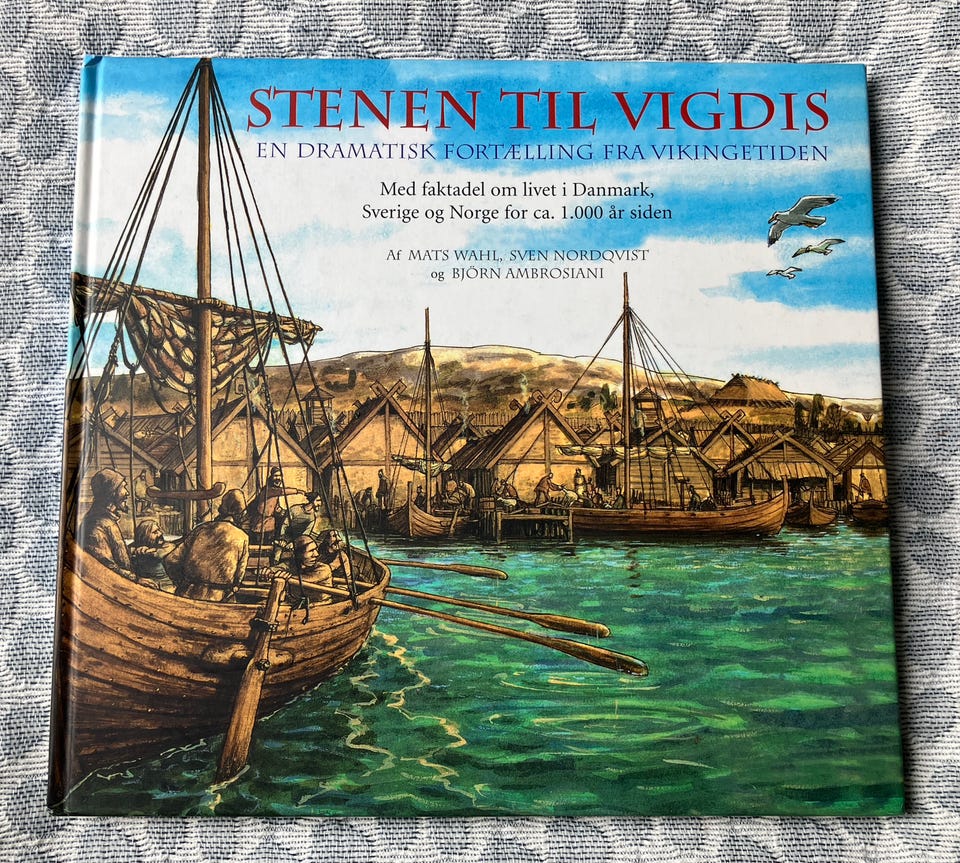 STENEN TIL VIGDIS
EN DRAMATISK FORTÆLLING FRA VIKINGETIDEN
Med faktadel om livet i Danmark,
Sverige og Norge for ca. 1.000 år siden
Af MATS WAHL, SVEN NORDQVIST
og BJÖRN AMBROSIANI